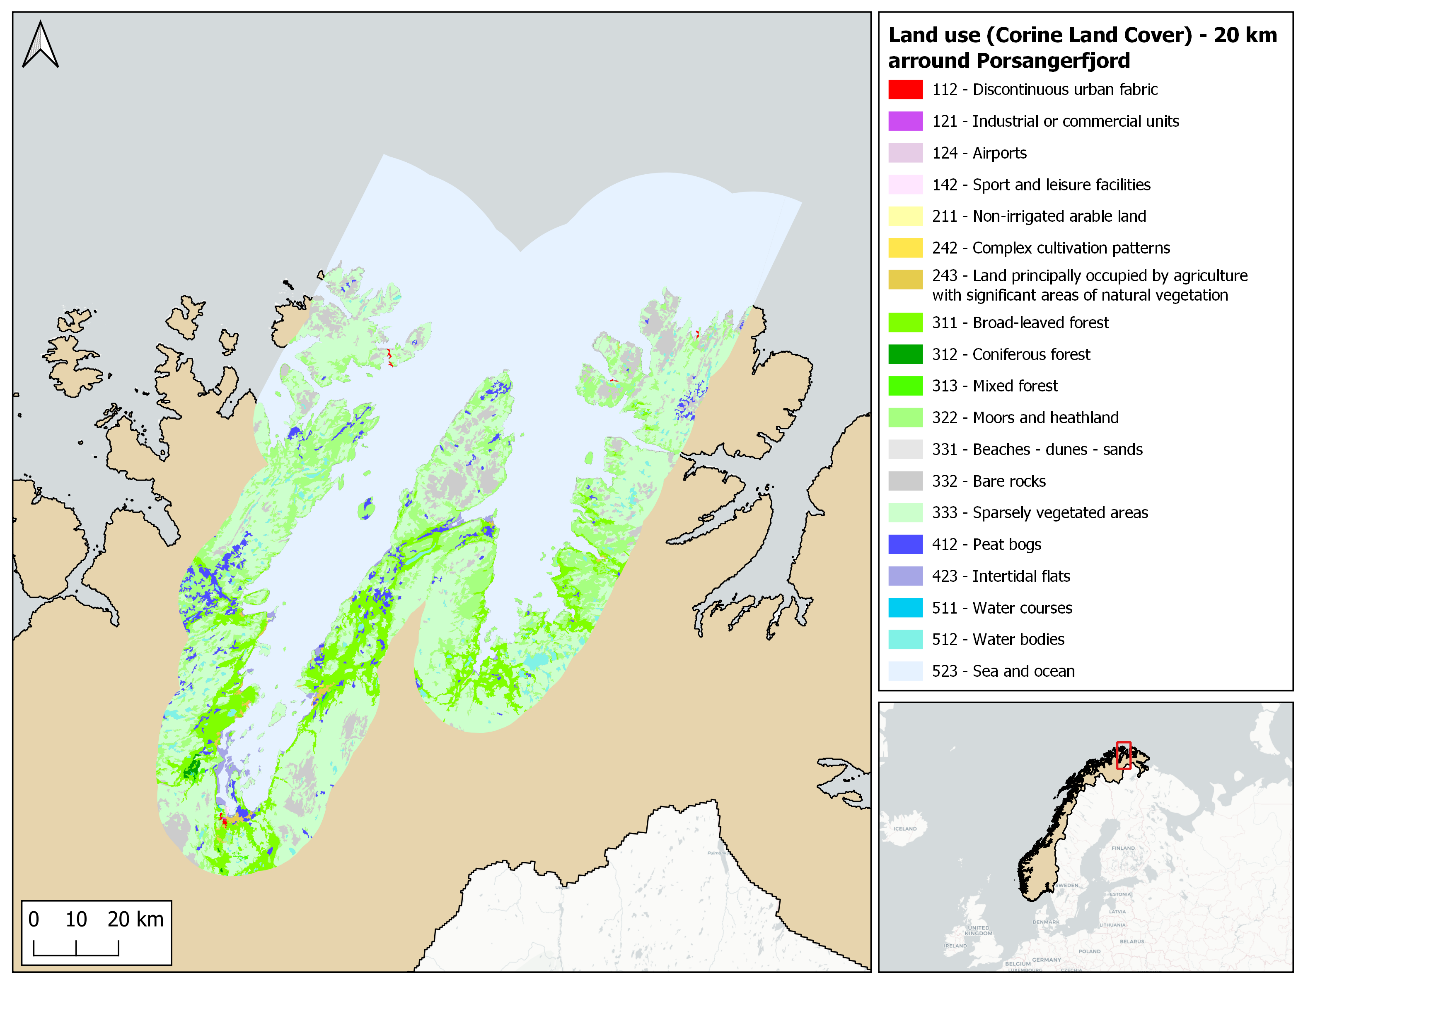 Land use (Corine Land Cover) - 20 km
arround Porsangerfjord
112 - Discontinuous urban fabric
121 - Industrial or commercial units
124 - Airports
142 - Sport and leisure facilities
211 - Non-irrigated arable land
242 - Complex cultivation patterns
243 - Land principally occupied by agriculture
with significant areas of natural vegetation
311 - Broad-leaved forest
312 - Coniferous forest
313 - Mixed forest
322 - Moors and heathland
331 - Beaches - dunes - sands
332 - Bare rocks
333 - Sparsely vegetated areas
412 - Peat bogs
423 - Intertidal flats
511 - Water courses
512 - Water bodies
523 - Sea and ocean
0 10 20 km
ICELAND
FINLAND
SWEDEN
ESTONIA
LATVIA
DENMARK
LITHUANIA
UNITED
KINGDOM
IRELAND
BELARUS
POLAND
GERMANY
BELGIUM